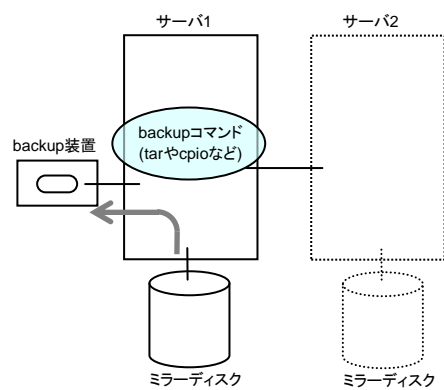 サーバ1
サーバ2
backup装置
backupコマンド
(tarやcpioなど)
ミラーディスク
ミラーディスク